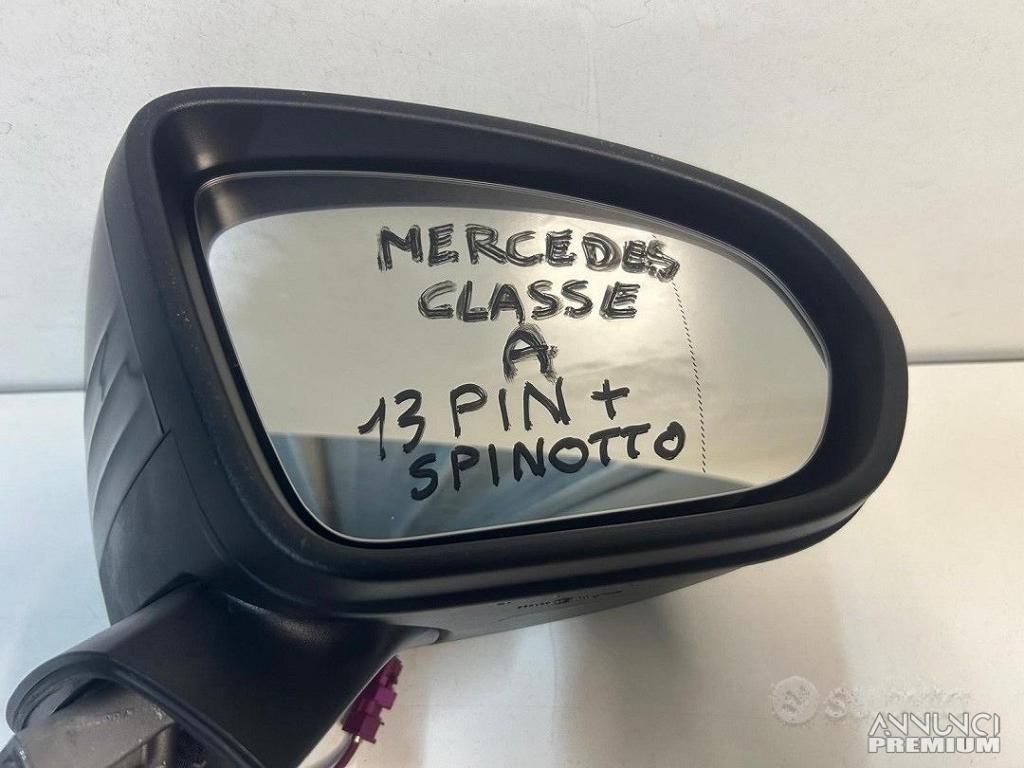 MERCEDES
CLASSE
A
13 PIN +
SPINOTTO
ANNUNCI
PREMIUM